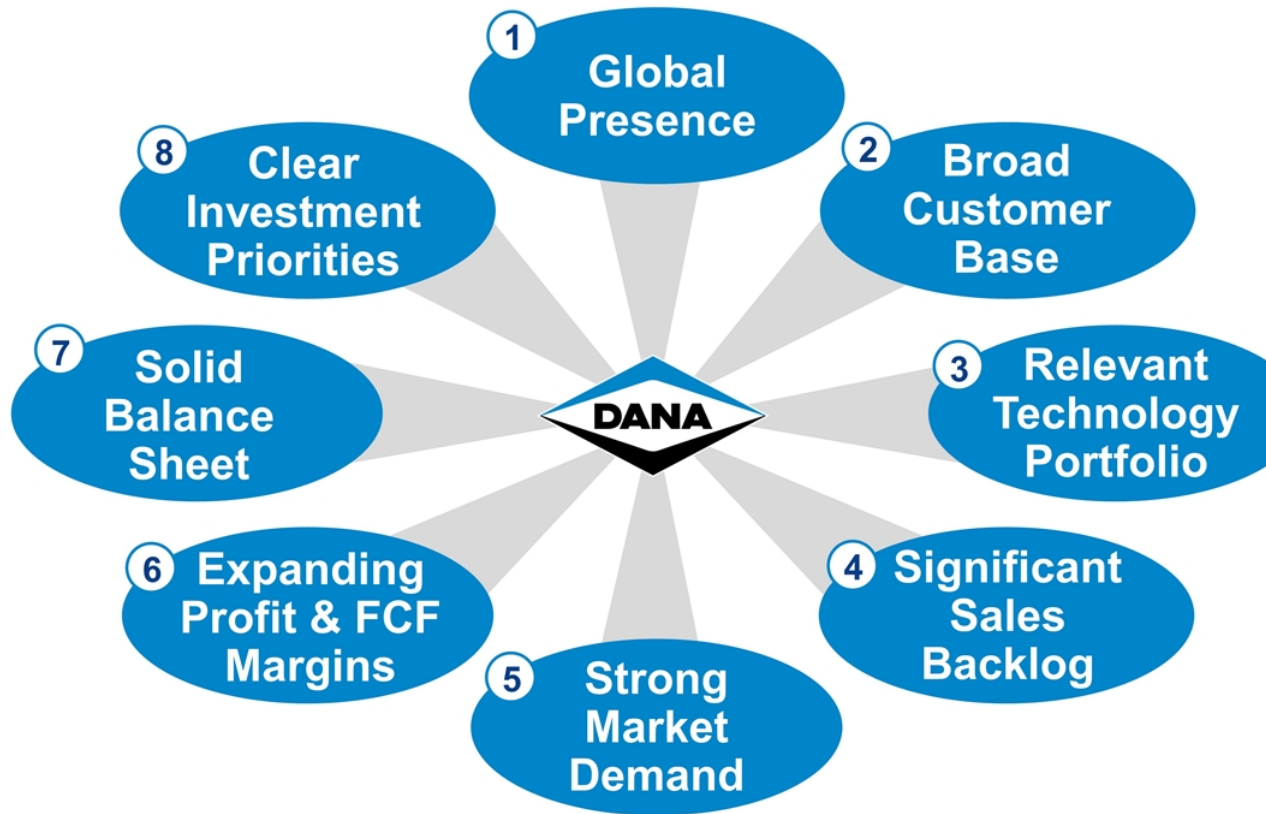 1
Global
Presence
2
Broad
Customer
Base
3
Relevant
Technology
Portfolio
4
Significant
Sales
Backlog
5
Strong
Market
Demand
6
Expanding
Profit & FCF
Margins
7
Solid
Balance
Sheet
8
Clear
Investment
Priorities
DANA